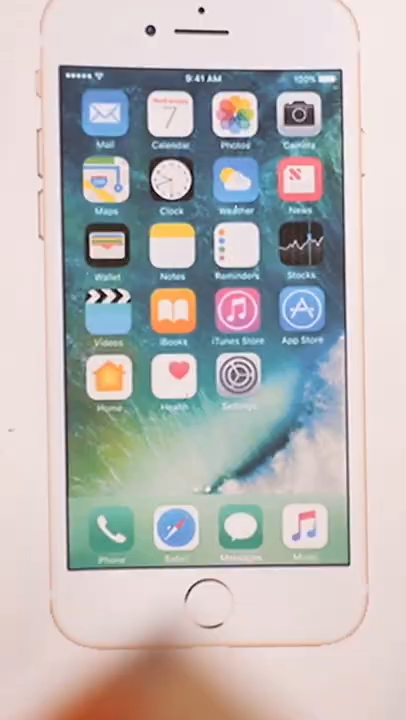 9:41 AM 100%
Wednesday
7
Mail Calendar Photos Camera
Maps Clock Weather News
Wallet Notes Reminders Stocks
Videos iBooks iTunes Store App Store
Home Health Settings
Phone Safari Messages Music